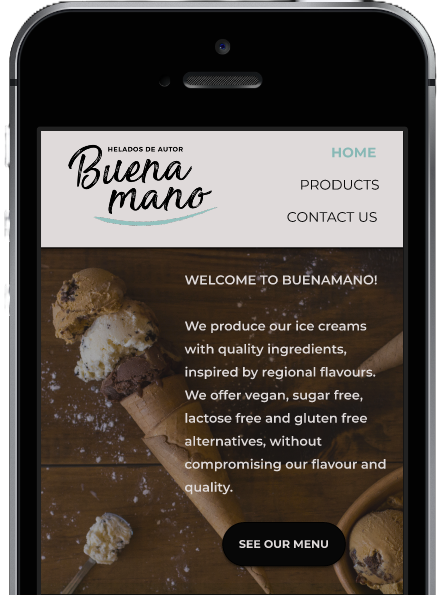 HELADOS DE AUTOR
Buena
mano
HOME
PRODUCTS
CONTACT US
WELCOME TO BUENAMANO!
We produce our ice creams
with quality ingredients,
inspired by regional flavours.
We offer vegan, sugar free,
lactose free and gluten free
alternatives, without
compromising our flavour and
quality.
SEE OUR MENU